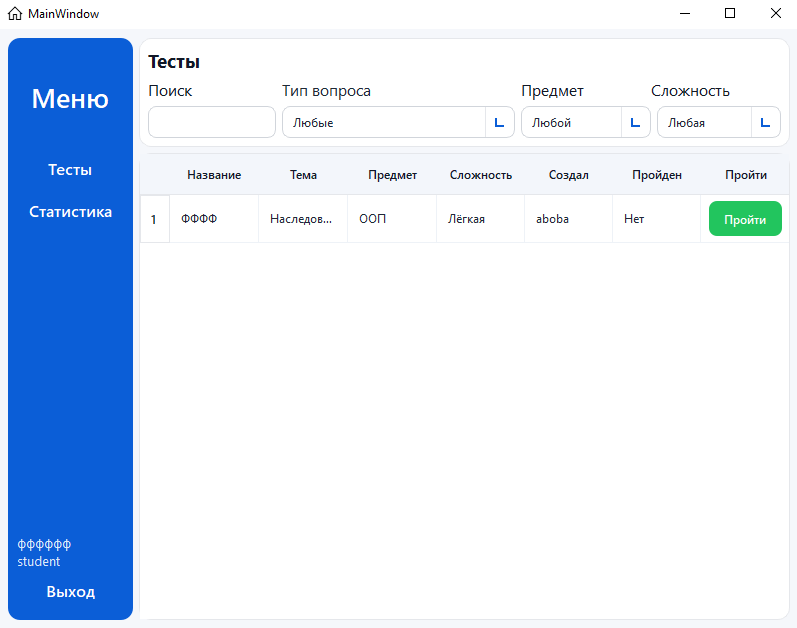 MainWindow
Меню
Тесты
Статистика
фффффф
student
Выход
Тесты
Поиск Тип вопроса Предмет Сложность
Любые Любой Любая
Название Тема Предмет Сложность Создал Пройден Пройти
1 ФФФФ Наследов... ООП Лёгкая aboba Нет Пройти